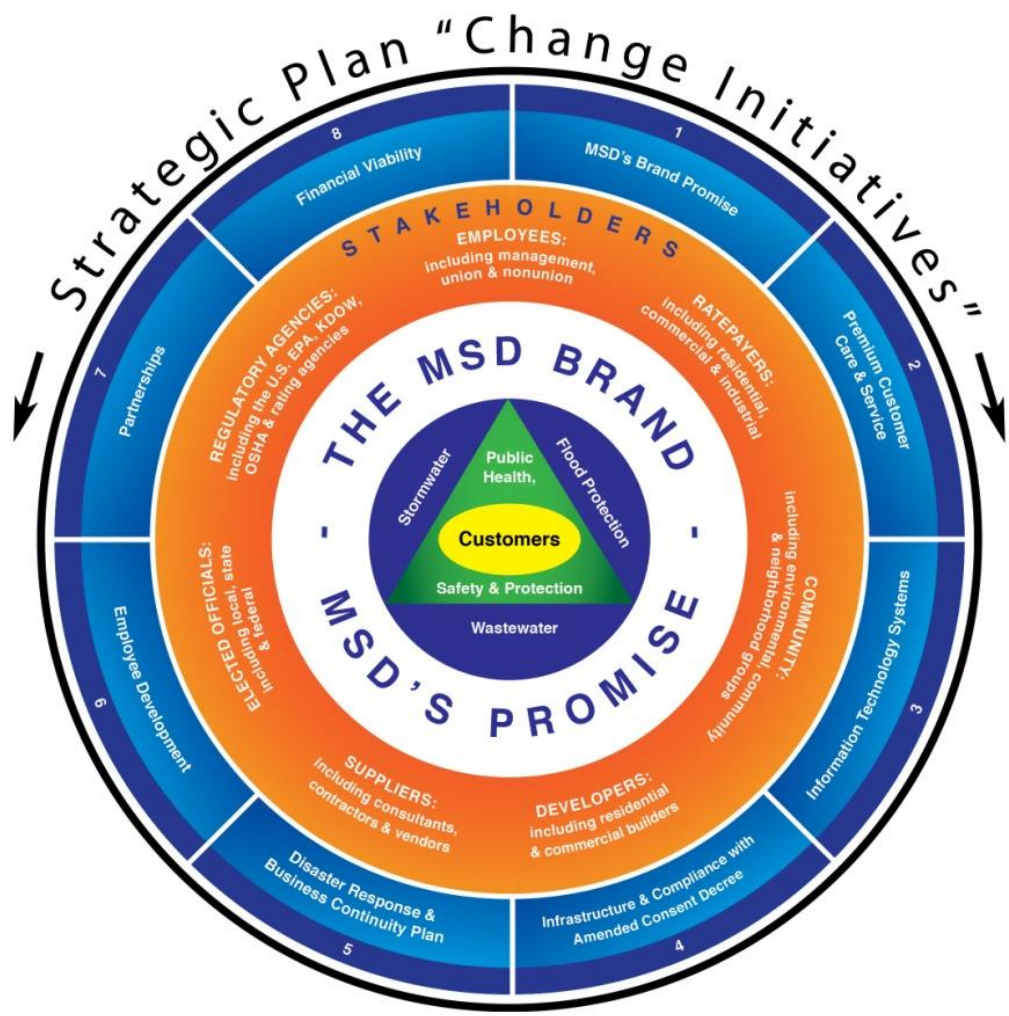 Strategic Plan “Change Initiatives”
1
MSD’s Brand Promise
2
Premium Customer
Care & Service
3
Information Technology Systems
4
Infrastructure & Compliance with
Amended Consent Decree
5
Disaster Response &
Business Continuity Plan
6
Employee Development
7
Partnerships
8
Financial Viability
STAKEHOLDERS
EMPLOYEES:
including management,
union & nonunion
RATEPAYERS:
including residential,
commercial & industrial
COMMUNITY:
including environmental, community
& neighborhood groups
DEVELOPERS:
including residential
& commercial builders
SUPPLIERS:
including consultants,
contractors & vendors
ELECTED OFFICIALS:
including local, state
& federal
REGULATORY AGENCIES:
including the U.S. EPA, KDOW,
OSHA & rating agencies
- THE MSD BRAND -
MSD’S PROMISE
Stormwater
Flood Protection
Wastewater
Public
Health,
Customers
Safety & Protection